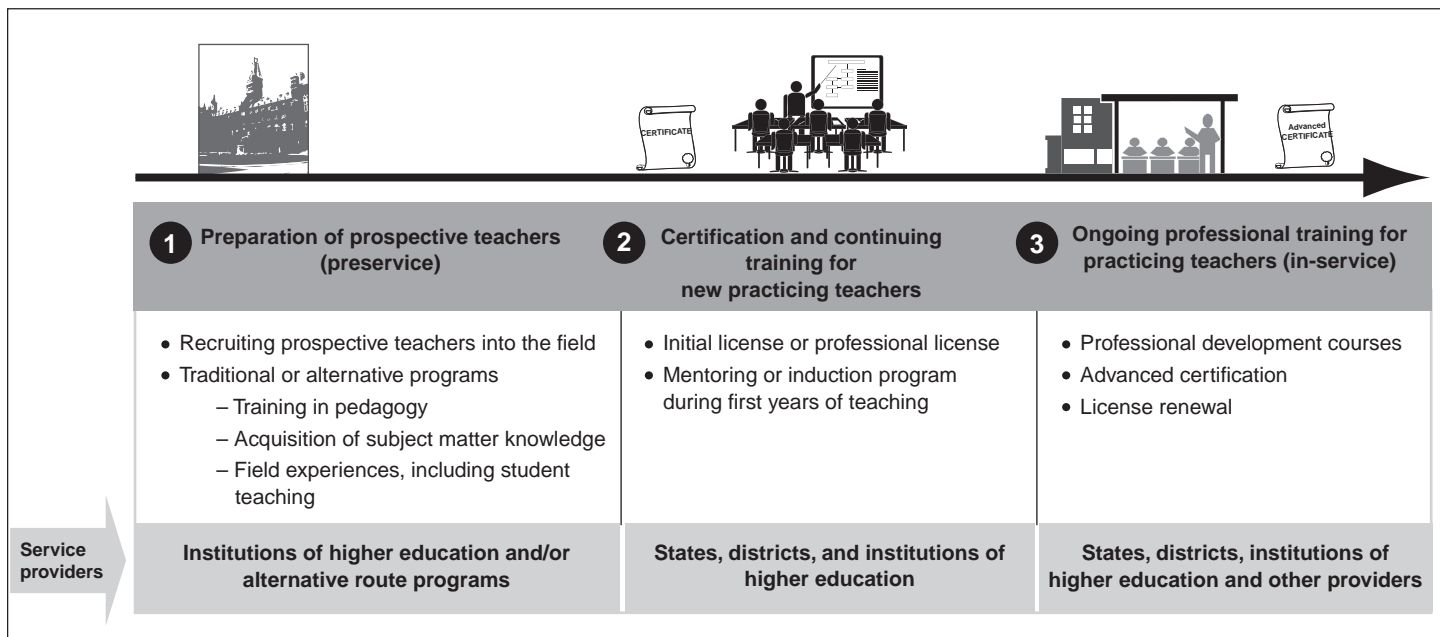 CERTIFICATE
Advanced
CERTIFICATE
1
Preparation of prospective teachers
(preservice)
2
Certification and continuing
training for
new practicing teachers
3
Ongoing professional training for
practicing teachers (in-service)
• Recruiting prospective teachers into the field
• Traditional or alternative programs
– Training in pedagogy
– Acquisition of subject matter knowledge
– Field experiences, including student
teaching
• Initial license or professional license
• Mentoring or induction program
during first years of teaching
• Professional development courses
• Advanced certification
• License renewal
Service
providers
Institutions of higher education and/or
alternative route programs
States, districts, and institutions of
higher education
States, districts, institutions of
higher education and other providers